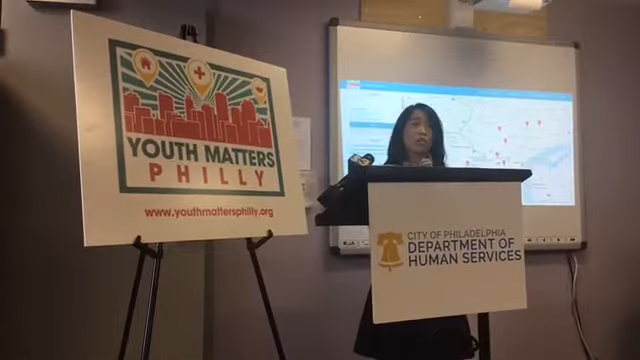 YOUTH MATTERS
PHILLY
www.youthmattersphilly.org
CITY OF PHILADELPHIA
DEPARTMENT OF
HUMAN SERVICES